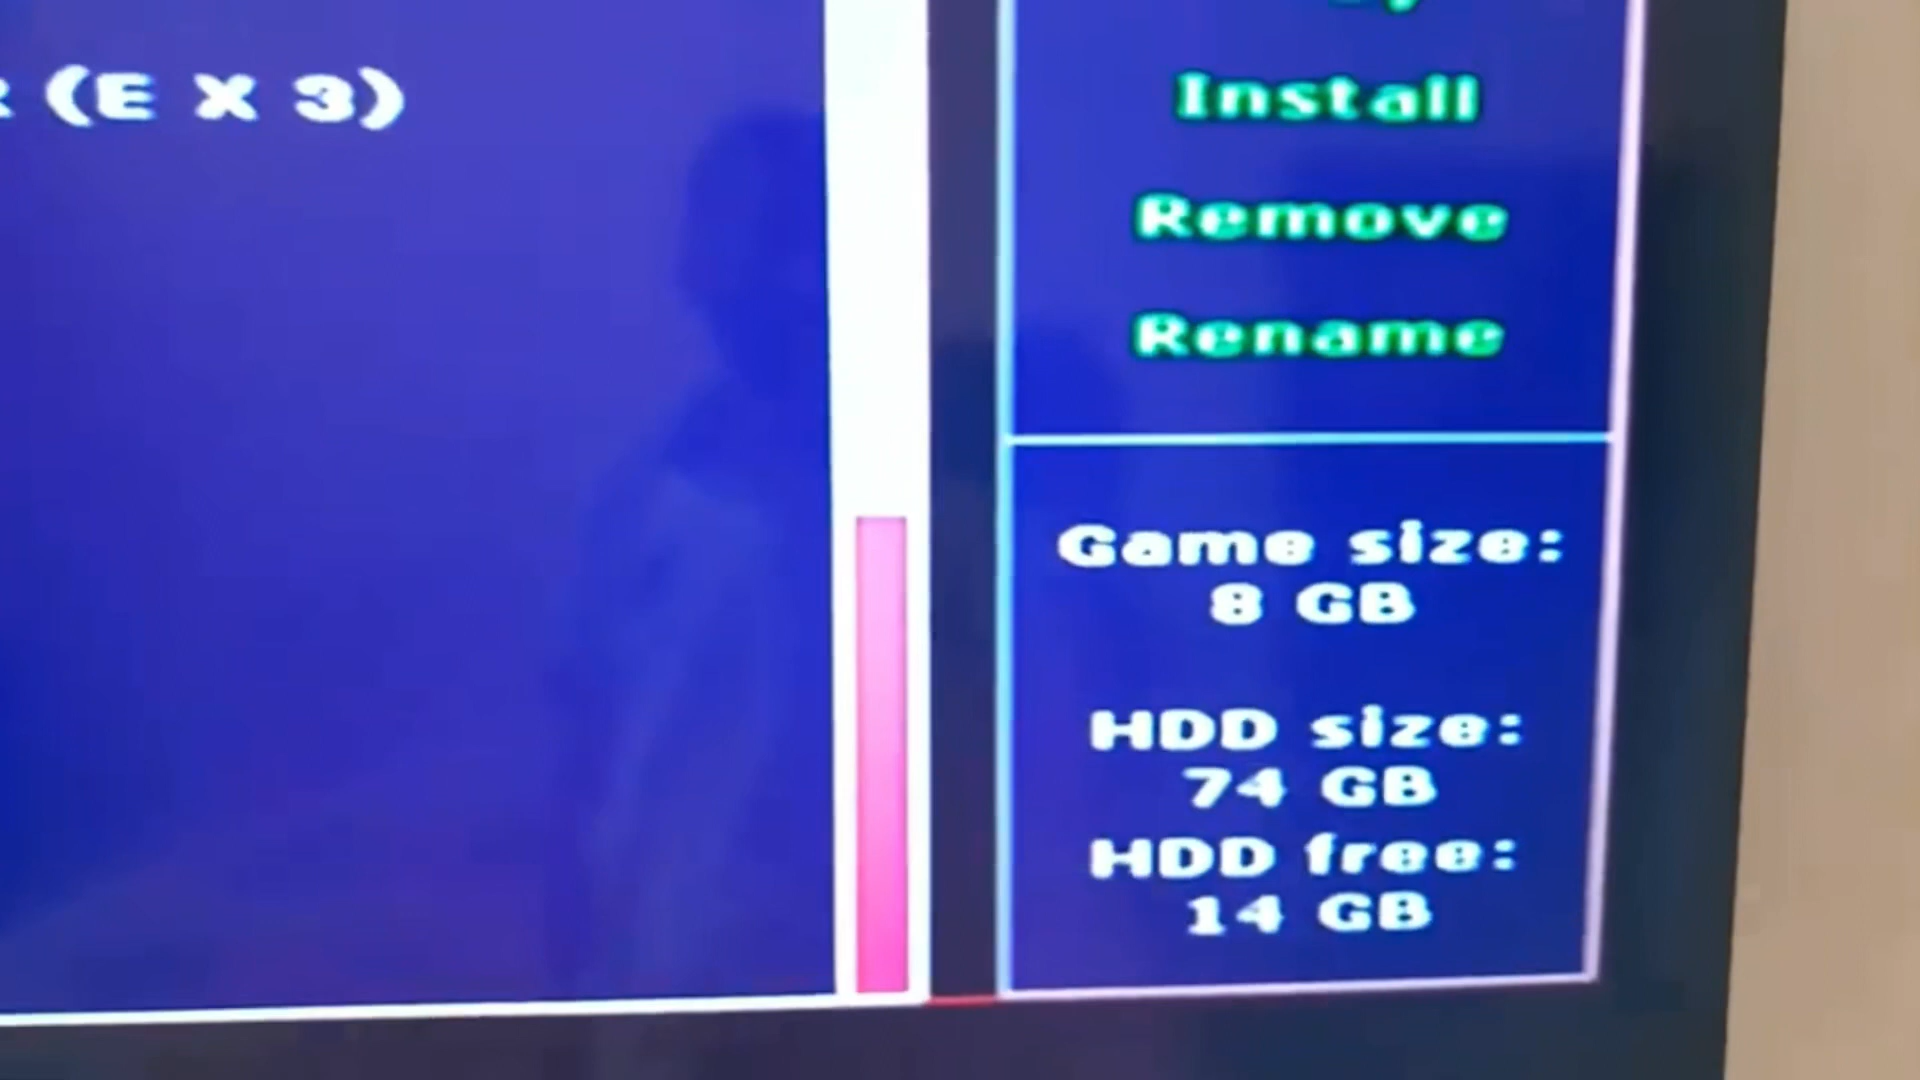 (E X 3)
Install
Remove
Rename
Game size:
8 GB
HDD size:
74 GB
HDD free:
14 GB